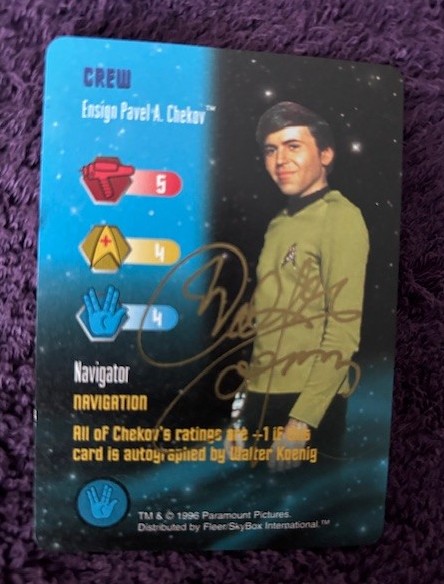 CREW
Ensign Pavel A. Chekov™
5
4
4
Navigator
NAVIGATION
All of Chekov's ratings are +1 if this
card is autographed by Walter Koenig
TM & © 1996 Paramount Pictures.
Distributed by Fleer/SkyBox International.™